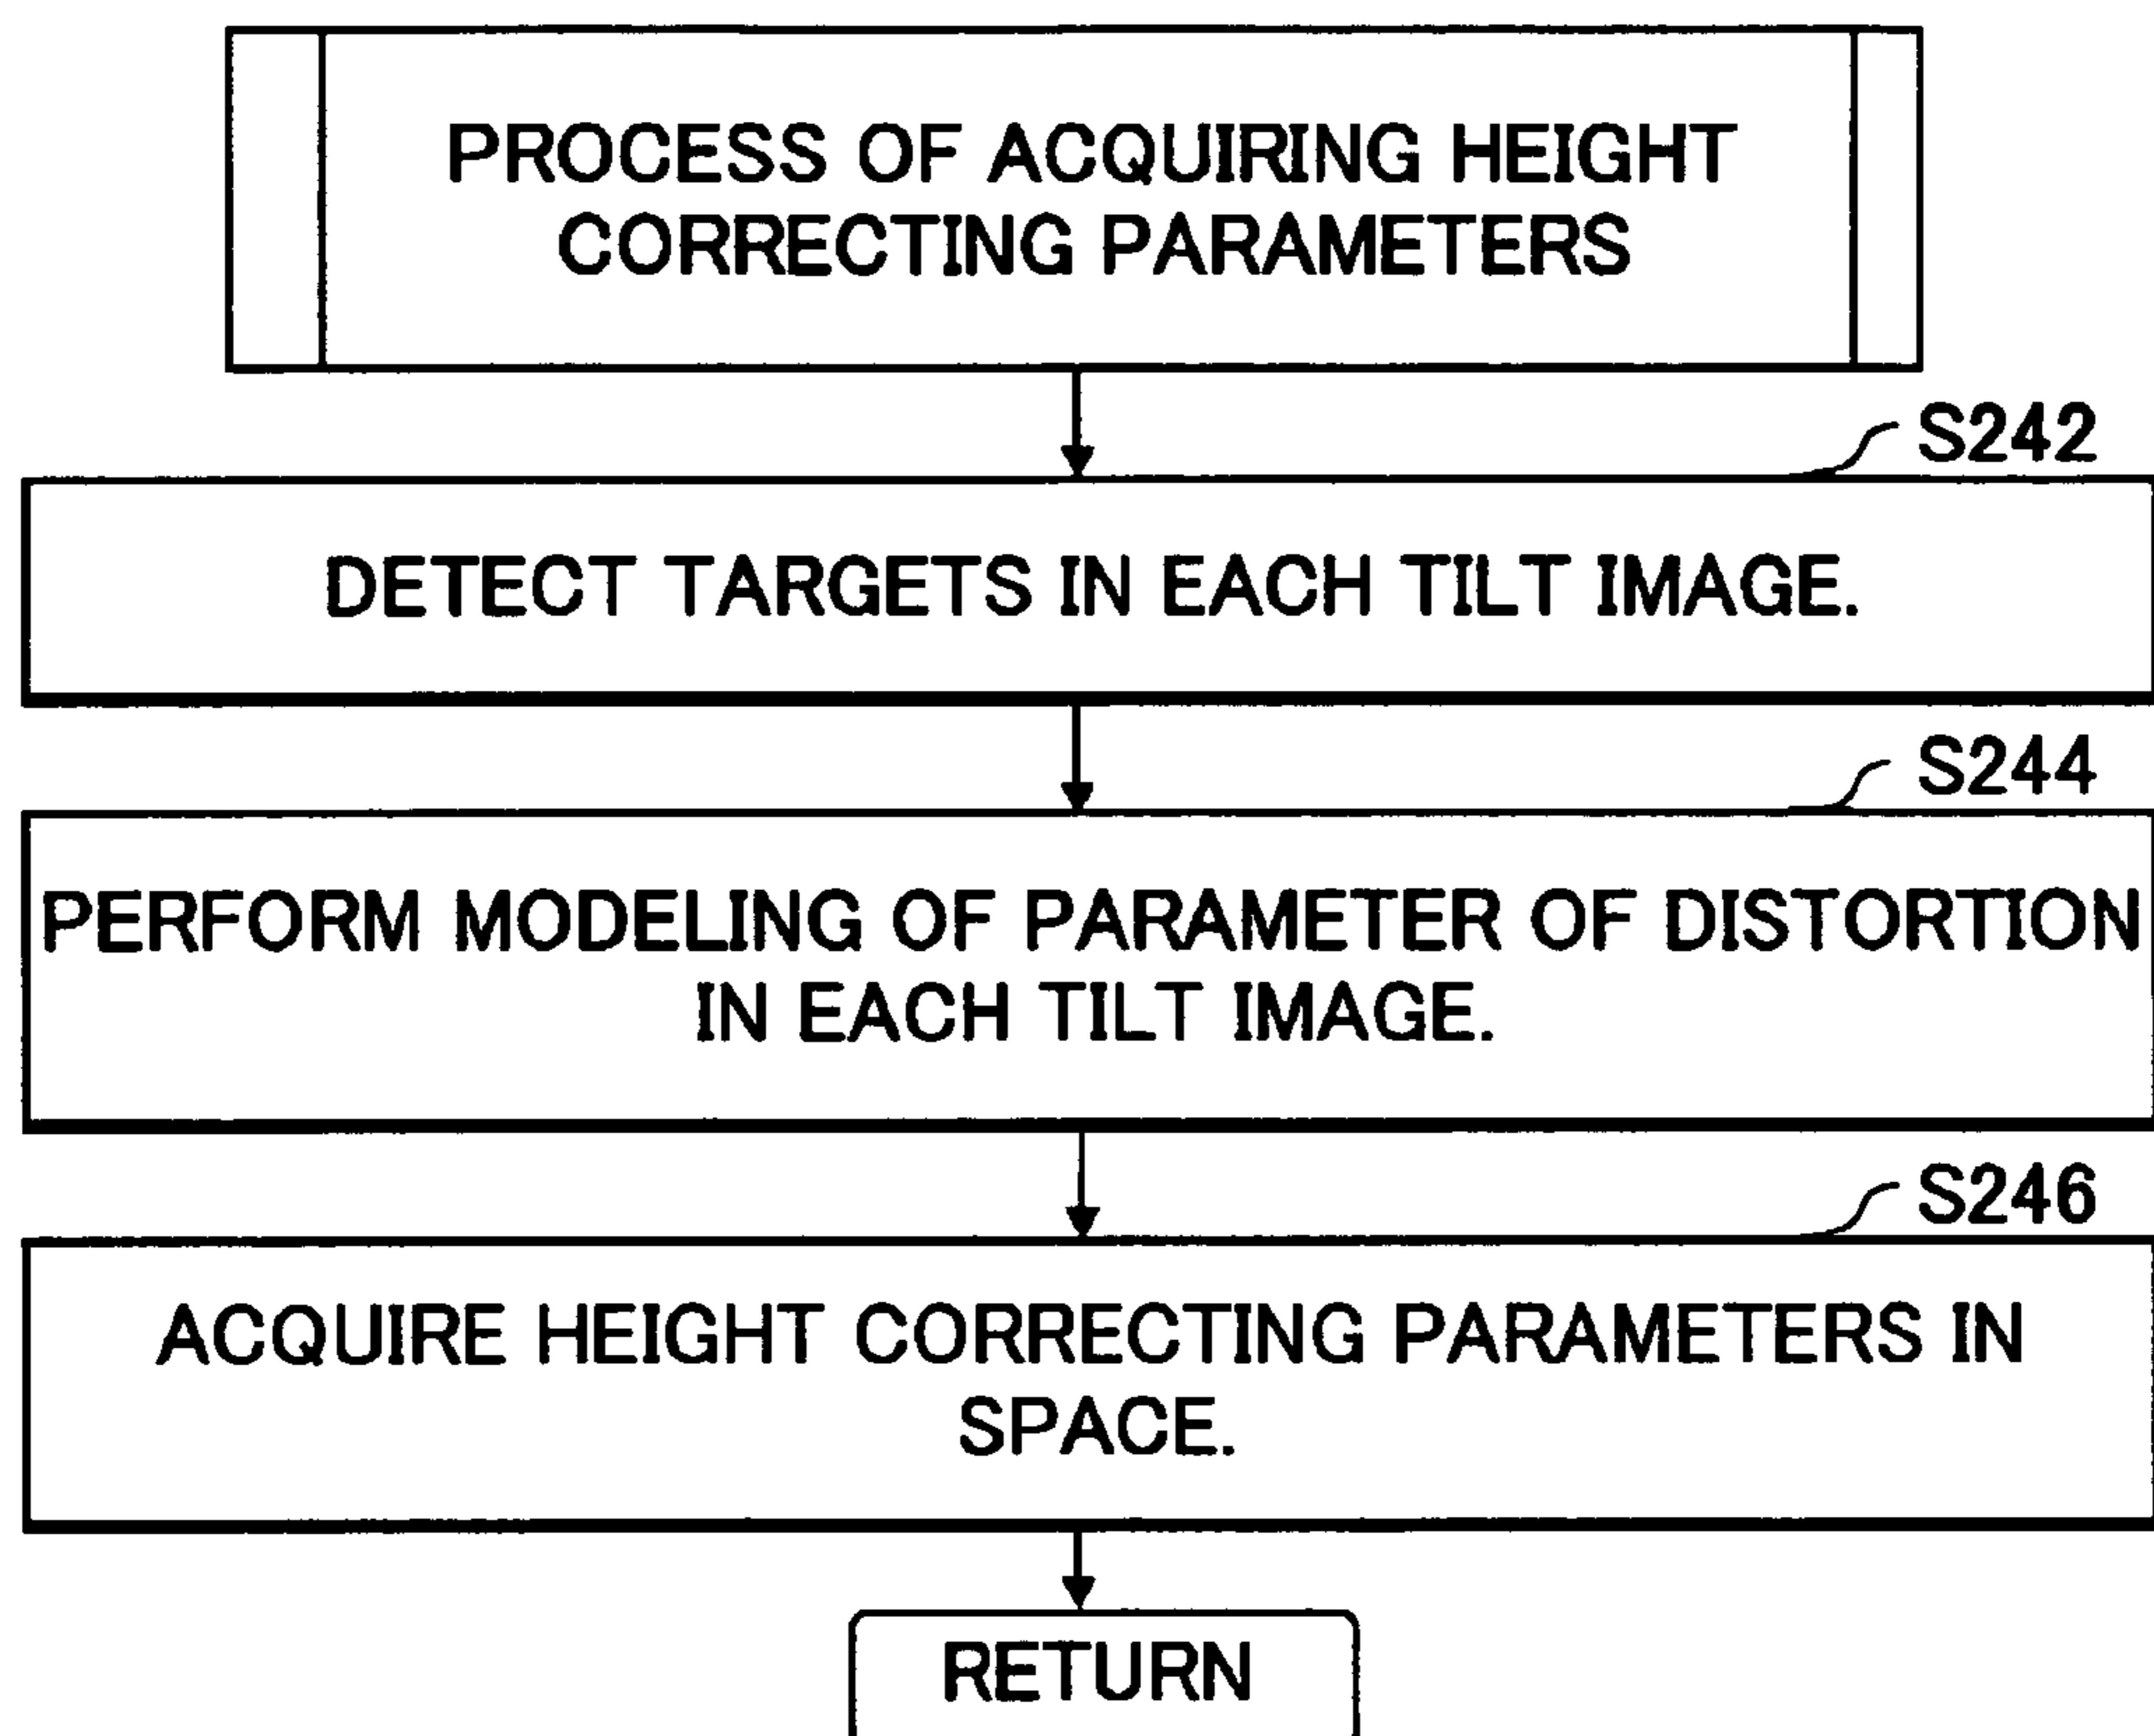 PROCESS OF ACQUIRING HEIGHT
CORRECTING PARAMETERS
S242
DETECT TARGETS IN EACH TILT IMAGE.
S244
PERFORM MODELING OF PARAMETER OF DISTORTION
IN EACH TILT IMAGE.
S246
ACQUIRE HEIGHT CORRECTING PARAMETERS IN
SPACE.
RETURN